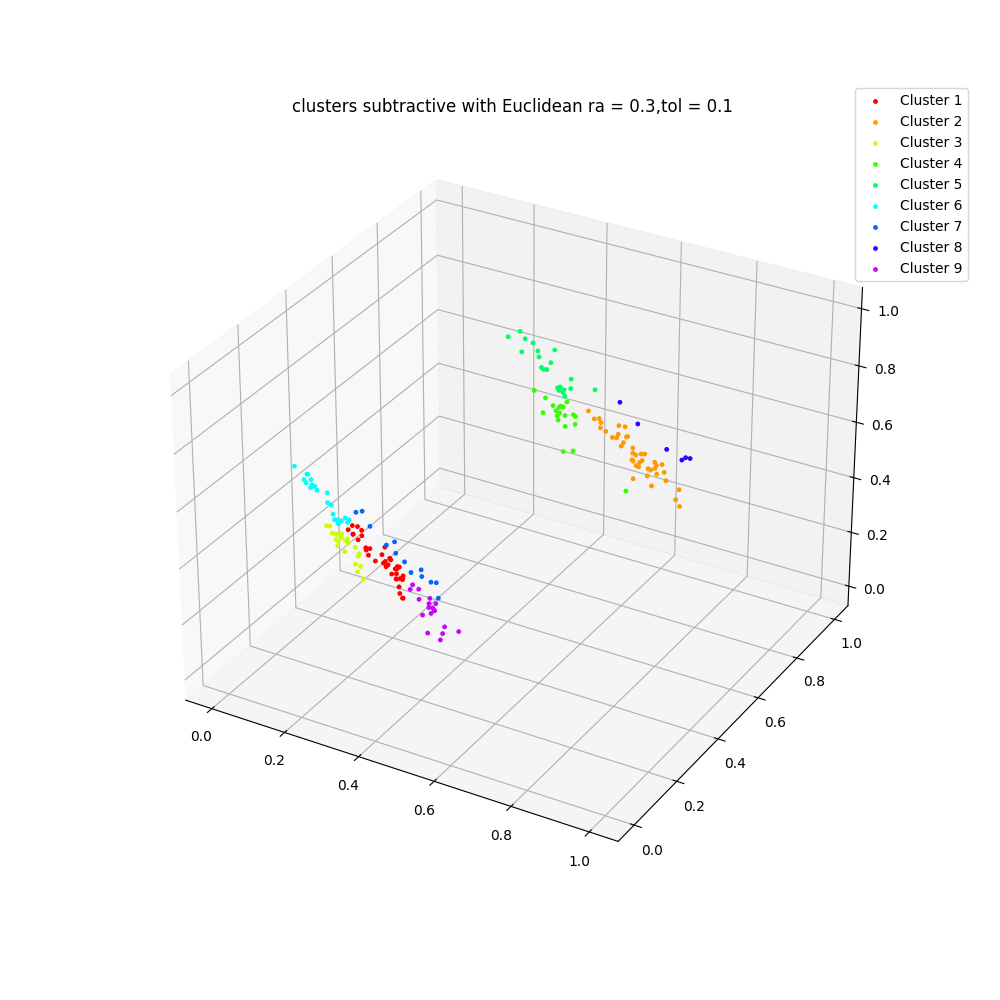 clusters subtractive with Euclidean ra = 0.3,tol = 0.1
Cluster 1
Cluster 2
Cluster 3
Cluster 4
Cluster 5
Cluster 6
Cluster 7
Cluster 8
Cluster 9
1.0
0.8
0.6
0.4
0.2
0.0
1.0
0.8
0.6
0.4
0.2
0.0
0.0
0.2
0.4
0.6
0.8
1.0